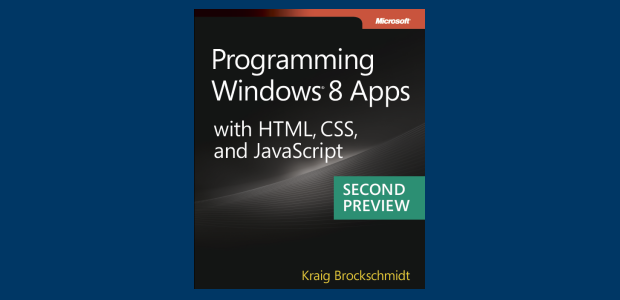 Microsoft®
Programming
Windows® 8 Apps
with HTML, CSS,
and JavaScript
SECOND
PREVIEW
Kraig Brockschmidt